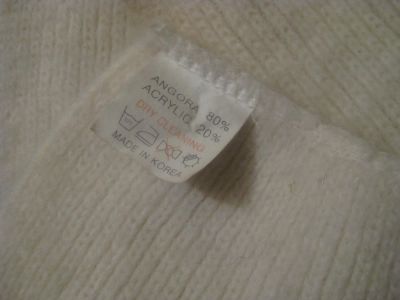 ANGORA 80%
ACRYLIC 20%
DRY CLEANING
MADE IN KOREA